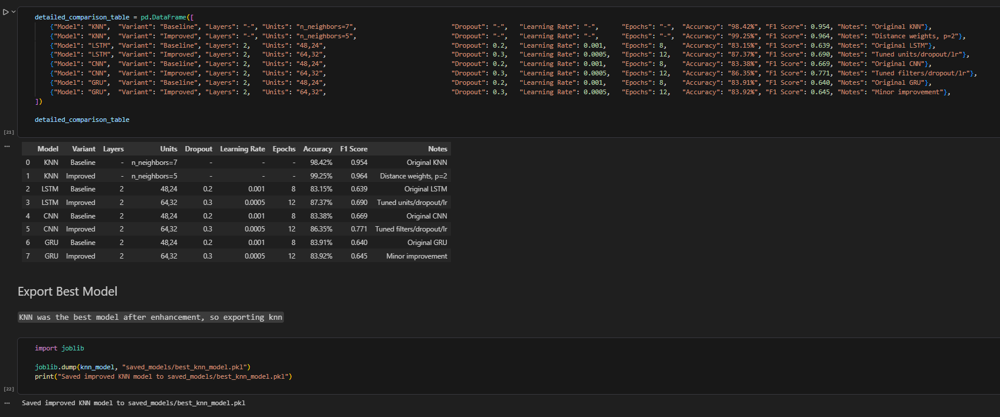 detailed_comparison_table = pd.DataFrame([
{"Model": "KNN", "Variant": "Baseline", "Layers": "-", "Units": "n_neighbors=7", "Dropout": "-", "Learning Rate": "-", "Epochs": "-", "Accuracy": "98.42%", "F1 Score": 0.954, "Notes": "Original KNN"},
{"Model": "KNN", "Variant": "Improved", "Layers": "-", "Units": "n_neighbors=5", "Dropout": "-", "Learning Rate": "-", "Epochs": "-", "Accuracy": "99.25%", "F1 Score": 0.964, "Notes": "Distance weights, p=2"},
{"Model": "LSTM", "Variant": "Baseline", "Layers": 2, "Units": "48,24", "Dropout": 0.2, "Learning Rate": 0.001, "Epochs": 8, "Accuracy": "83.15%", "F1 Score": 0.639, "Notes": "Original LSTM"},
{"Model": "LSTM", "Variant": "Improved", "Layers": 2, "Units": "64,32", "Dropout": 0.3, "Learning Rate": 0.0005, "Epochs": 12, "Accuracy": "87.37%", "F1 Score": 0.690, "Notes": "Tuned units/dropout/lr"},
{"Model": "CNN", "Variant": "Baseline", "Layers": 2, "Units": "48,24", "Dropout": 0.2, "Learning Rate": 0.001, "Epochs": 8, "Accuracy": "83.38%", "F1 Score": 0.669, "Notes": "Original CNN"},
{"Model": "CNN", "Variant": "Improved", "Layers": 2, "Units": "64,32", "Dropout": 0.3, "Learning Rate": 0.0005, "Epochs": 12, "Accuracy": "86.35%", "F1 Score": 0.771, "Notes": "Tuned filters/dropout/lr"},
{"Model": "GRU", "Variant": "Baseline", "Layers": 2, "Units": "48,24", "Dropout": 0.2, "Learning Rate": 0.001, "Epochs": 8, "Accuracy": "83.91%", "F1 Score": 0.640, "Notes": "Original GRU"},
{"Model": "GRU", "Variant": "Improved", "Layers": 2, "Units": "64,32", "Dropout": 0.3, "Learning Rate": 0.0005, "Epochs": 12, "Accuracy": "83.92%", "F1 Score": 0.645, "Notes": "Minor improvement"},
])
detailed_comparison_table
[21]
...
Model Variant Layers Units Dropout Learning Rate Epochs Accuracy F1 Score Notes
0 KNN Baseline - n_neighbors=7 - - - 98.42% 0.954 Original KNN
1 KNN Improved - n_neighbors=5 - - - 99.25% 0.964 Distance weights, p=2
2 LSTM Baseline 2 48,24 0.2 0.001 8 83.15% 0.639 Original LSTM
3 LSTM Improved 2 64,32 0.3 0.0005 12 87.37% 0.690 Tuned units/dropout/lr
4 CNN Baseline 2 48,24 0.2 0.001 8 83.38% 0.669 Original CNN
5 CNN Improved 2 64,32 0.3 0.0005 12 86.35% 0.771 Tuned filters/dropout/lr
6 GRU Baseline 2 48,24 0.2 0.001 8 83.91% 0.640 Original GRU
7 GRU Improved 2 64,32 0.3 0.0005 12 83.92% 0.645 Minor improvement
Export Best Model
KNN was the best model after enhancement, so exporting knn
import joblib
joblib.dump(knn_model, "saved_models/best_knn_model.pkl")
print("Saved improved KNN model to saved_models/best_knn_model.pkl")
[22]
...
Saved improved KNN model to saved_models/best_knn_model.pkl